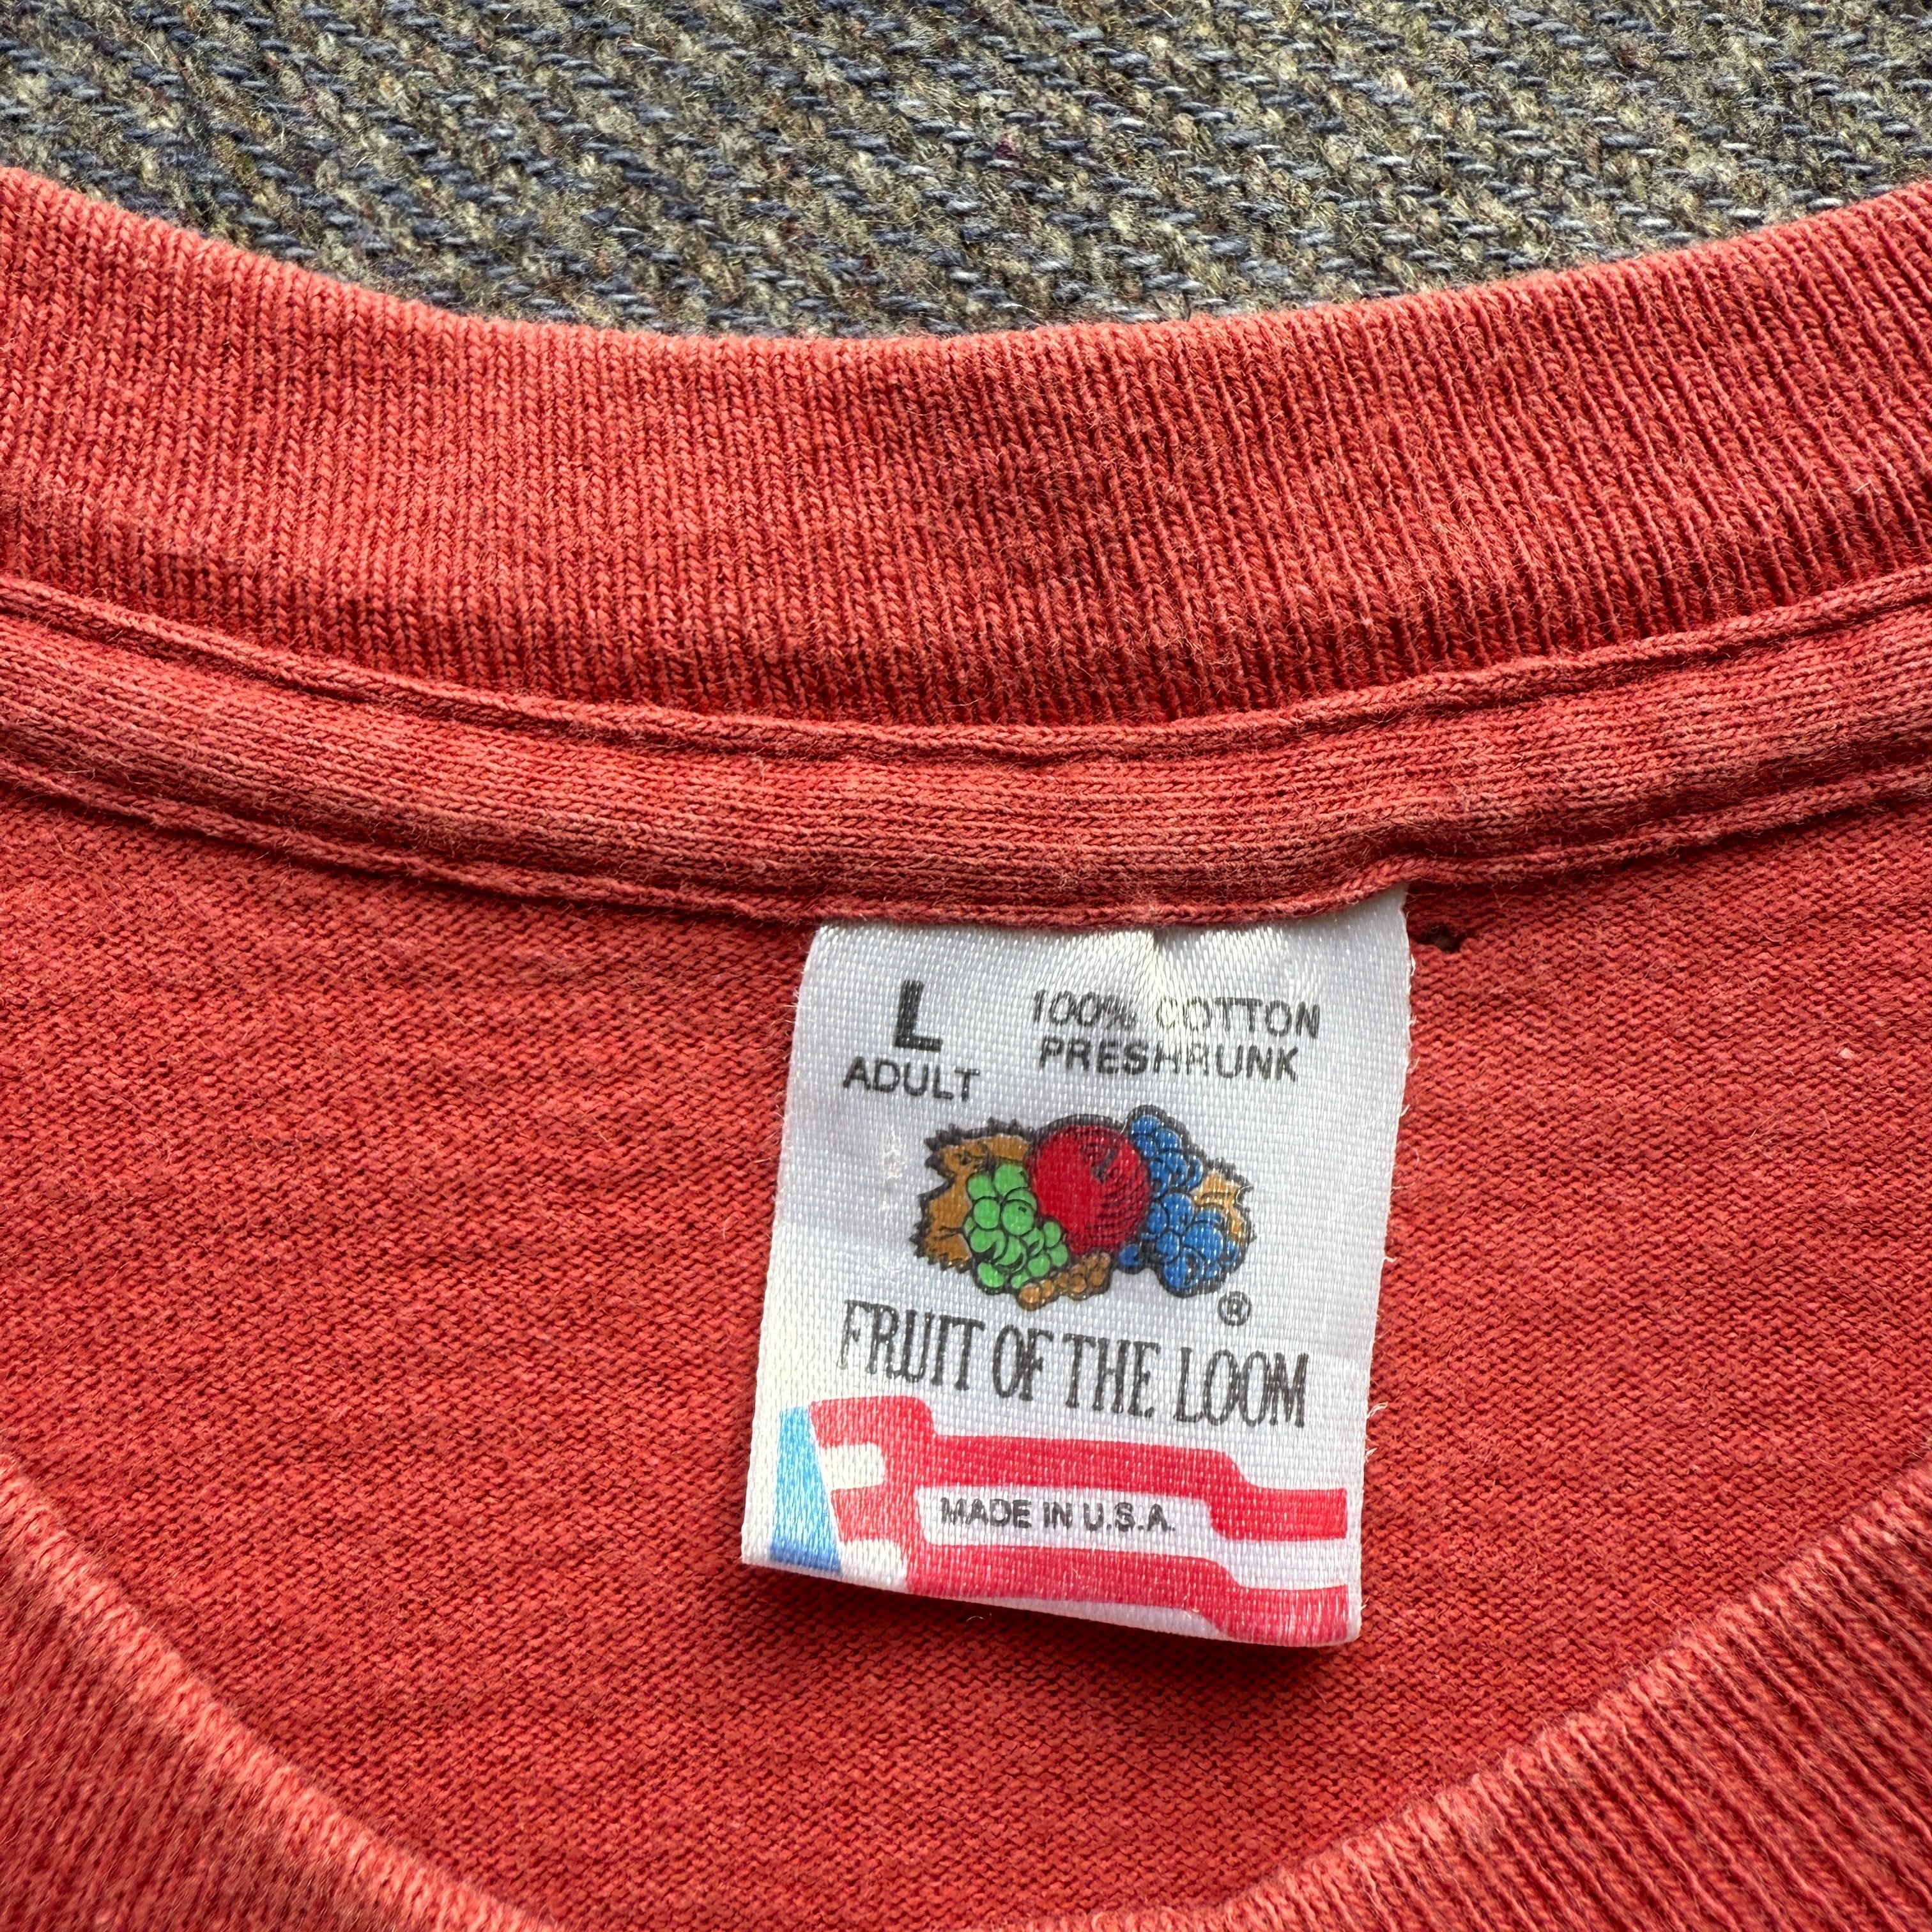 L
ADULT
100% COTTON
PRESHRUNK
®
FRUIT OF THE LOOM
MADE IN U.S.A.